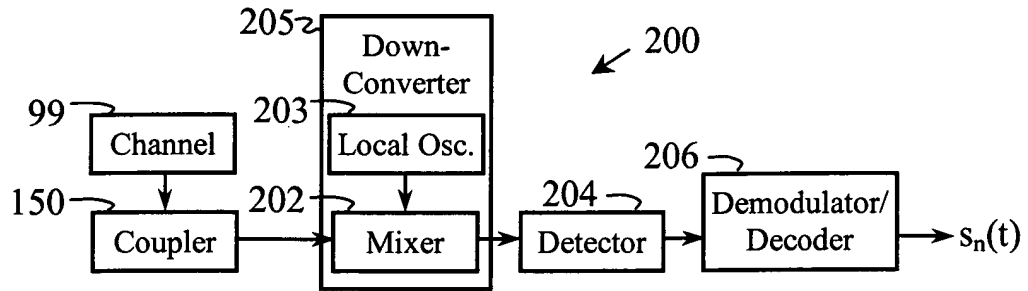 205
Down-
Converter
200
99
203
Channel
Local Osc.
206
150
202
204
Demodulator/
Decoder
Coupler
Mixer
Detector
sn(t)